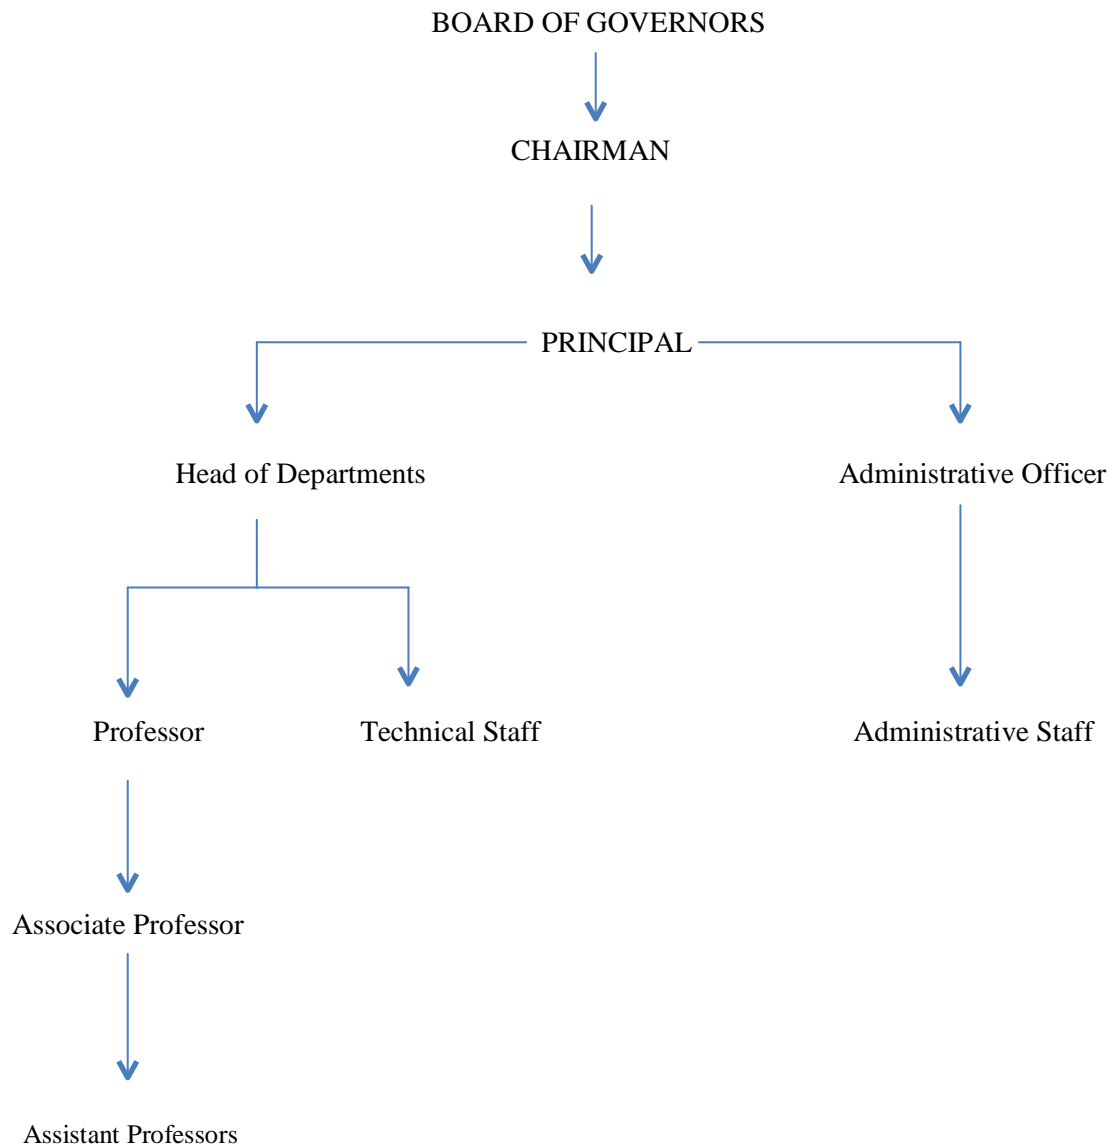 BOARD OF GOVERNORS
CHAIRMAN
PRINCIPAL
Head of Departments
Administrative Officer
Professor
Technical Staff
Administrative Staff
Associate Professor
Assistant Professors